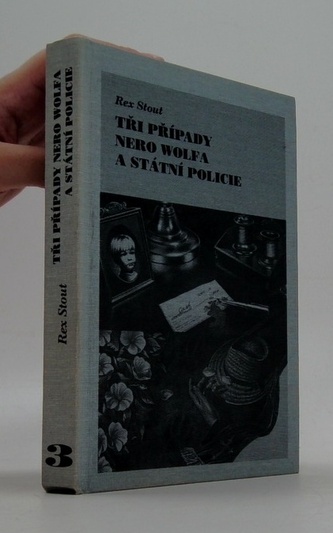 Rex Stout
TŘI PŘÍPADY
NERO WOLFA
A STÁTNÍ POLICIE
TŘI PŘÍPADY NERO WOLFA
A STÁTNÍ POLICIE
Rex Stout
3